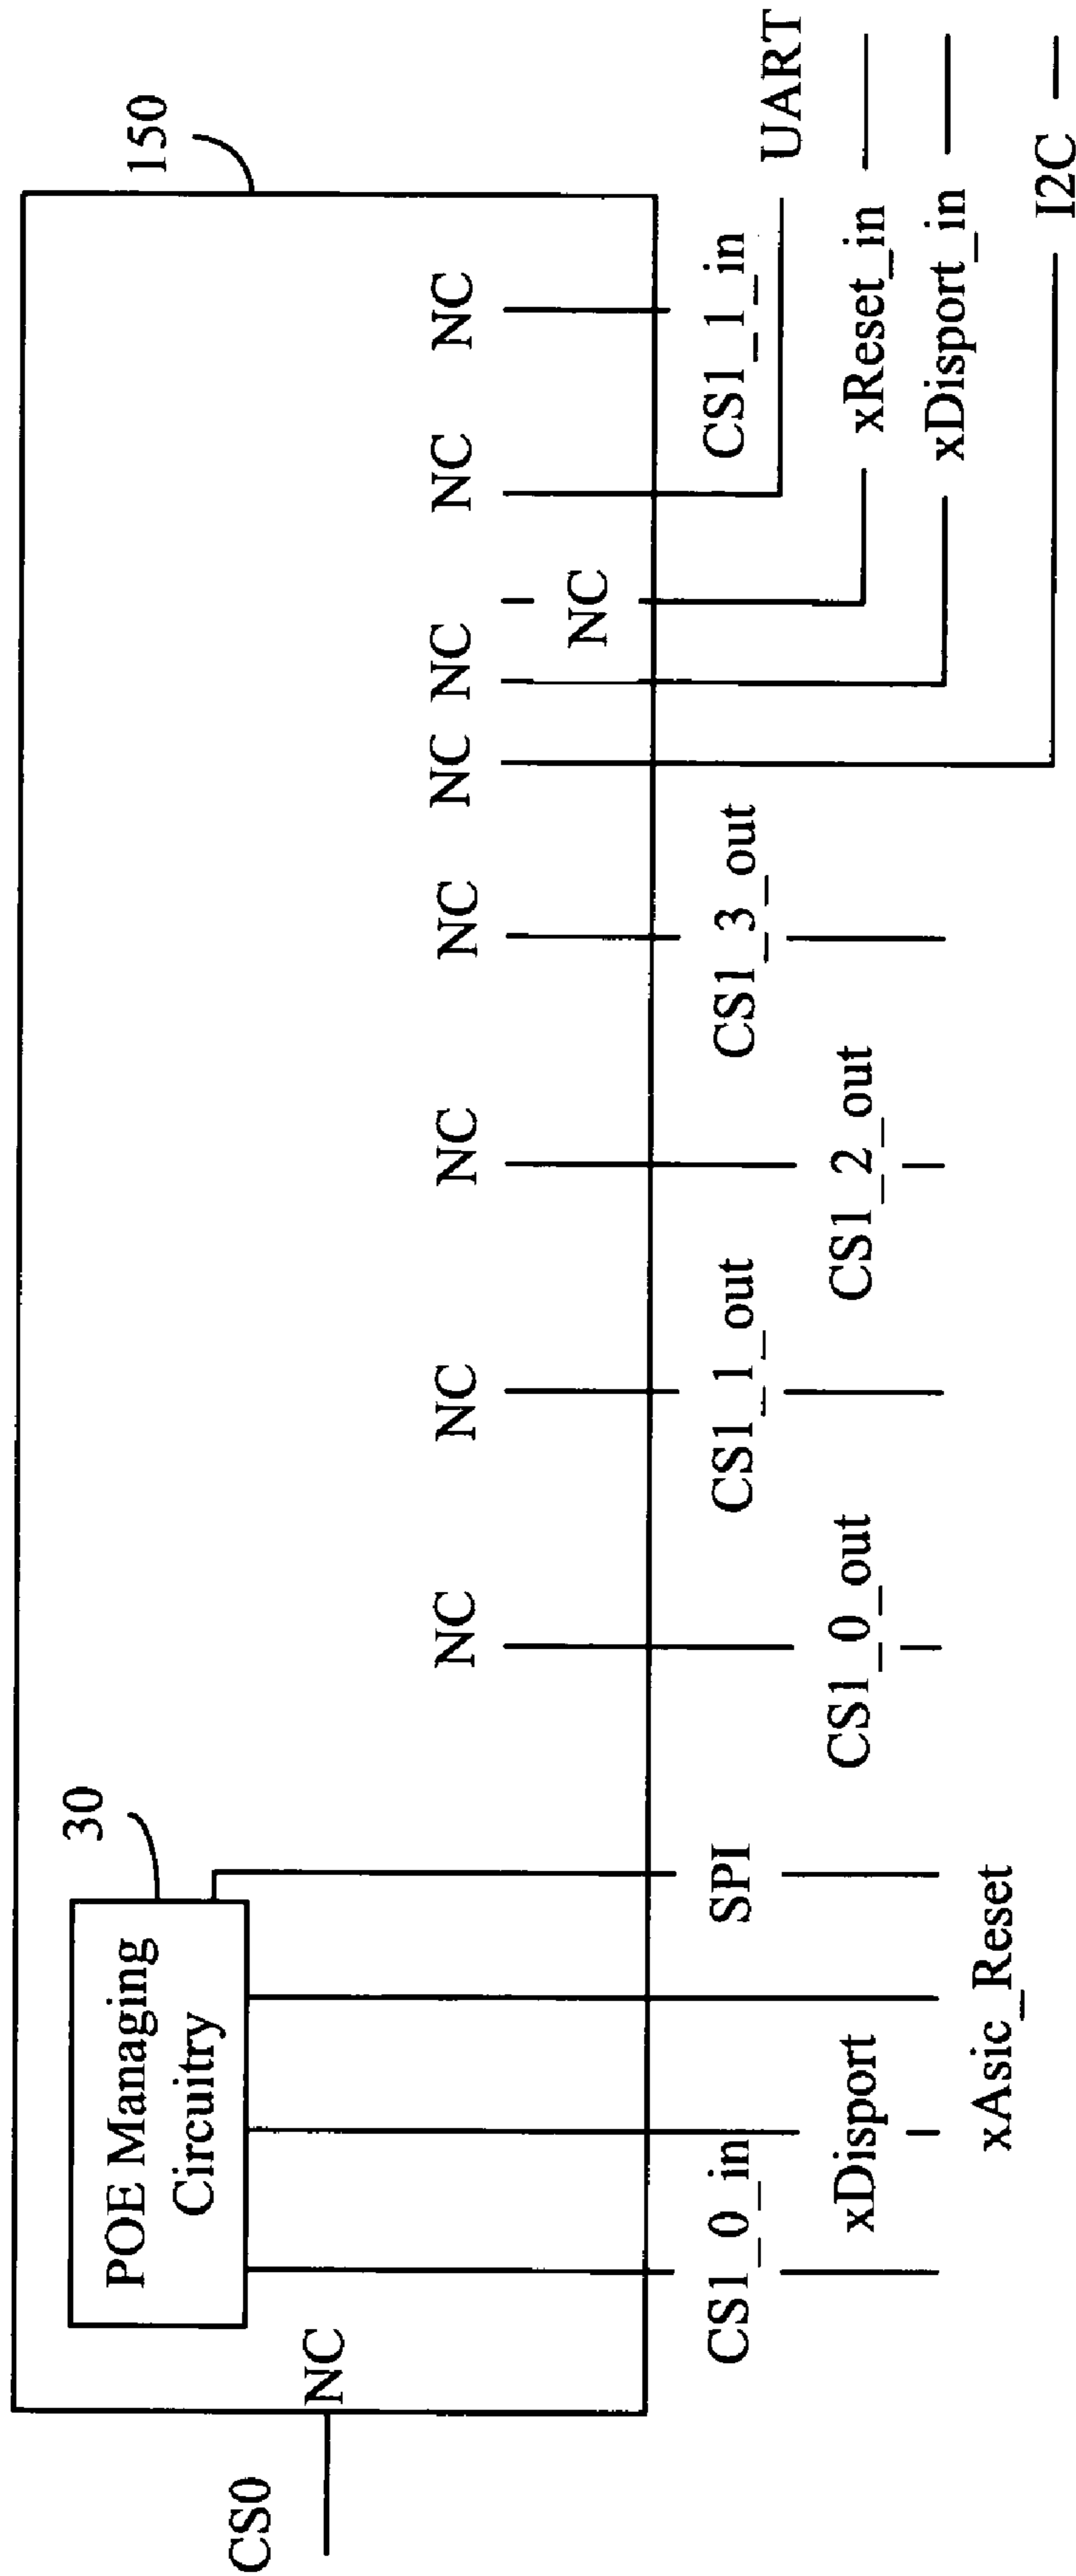 150
30
POE Managing
Circuitry
CS0
NC
NC
NC
NC
NC
NC
NC
NC
NC
NC
CS1_0_in
xDisport
xAsic_Reset
SPI
CS1_0_out
CS1_1_out
CS1_2_out
CS1_3_out
CS1_1_in
UART
xReset_in
xDisport_in
I2C